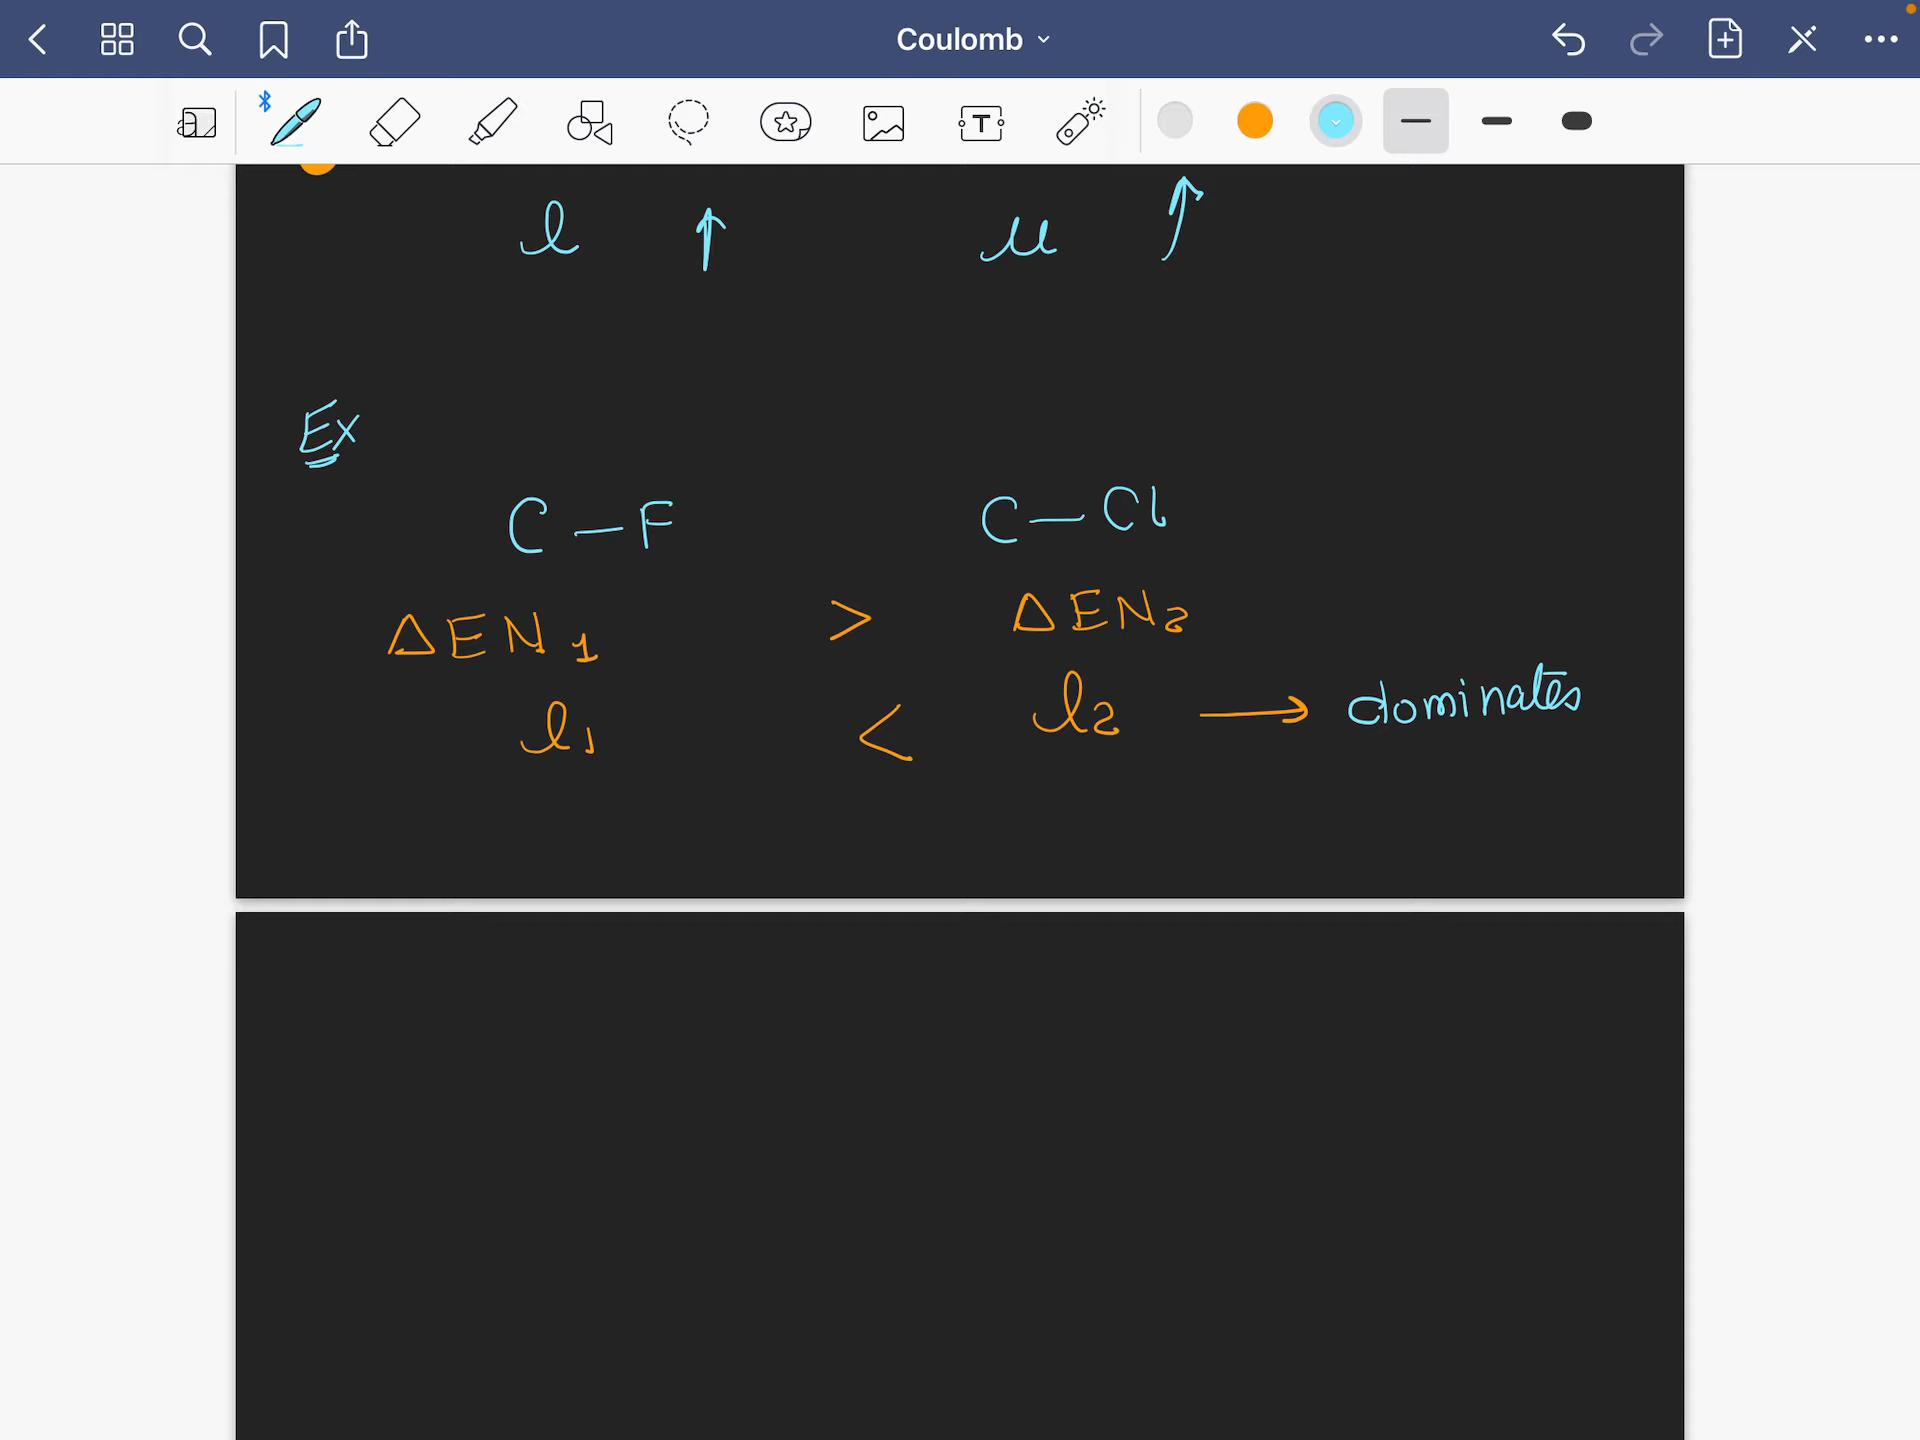 Coulomb
T
l ↑ μ ↑
Ex
C — F C — Cl
ΔEN1 > ΔEN2
l1 < l2 → dominates